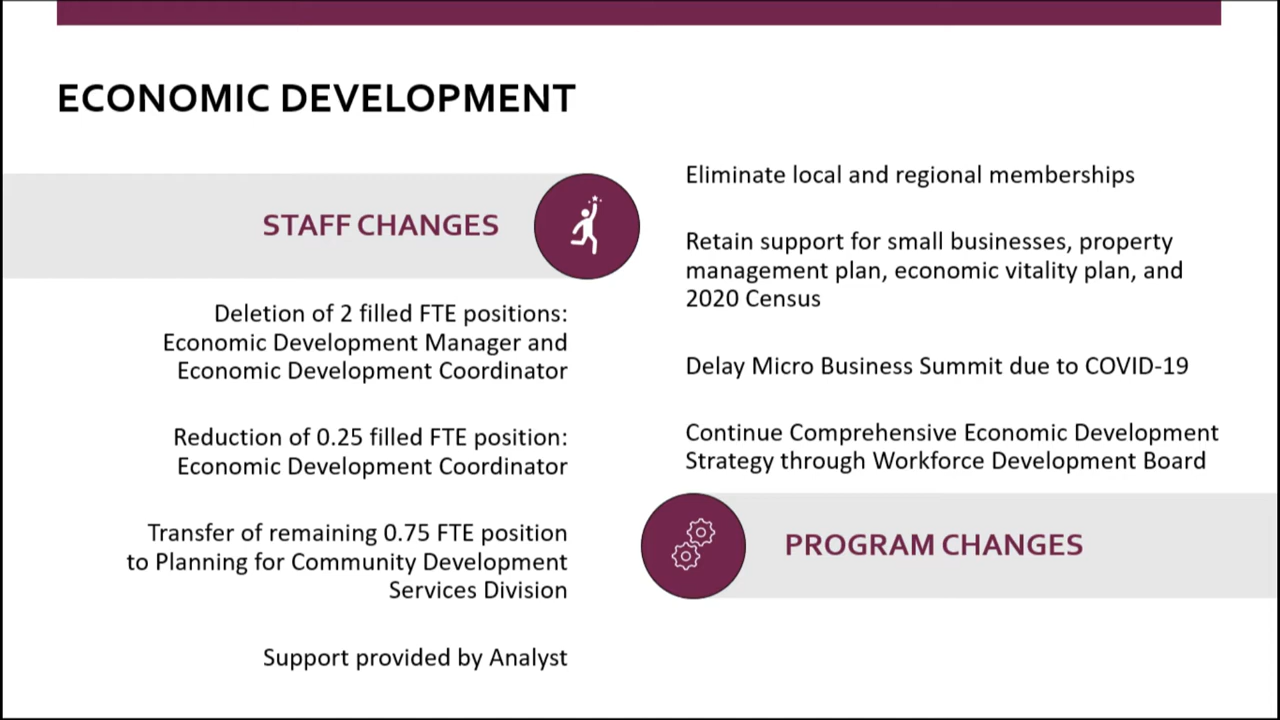 ECONOMIC DEVELOPMENT
STAFF CHANGES
Deletion of 2 filled FTE positions:
Economic Development Manager and
Economic Development Coordinator
Reduction of 0.25 filled FTE position:
Economic Development Coordinator
Transfer of remaining 0.75 FTE position
to Planning for Community Development
Services Division
Support provided by Analyst
Eliminate local and regional memberships
Retain support for small businesses, property
management plan, economic vitality plan, and
2020 Census
Delay Micro Business Summit due to COVID-19
Continue Comprehensive Economic Development
Strategy through Workforce Development Board
PROGRAM CHANGES